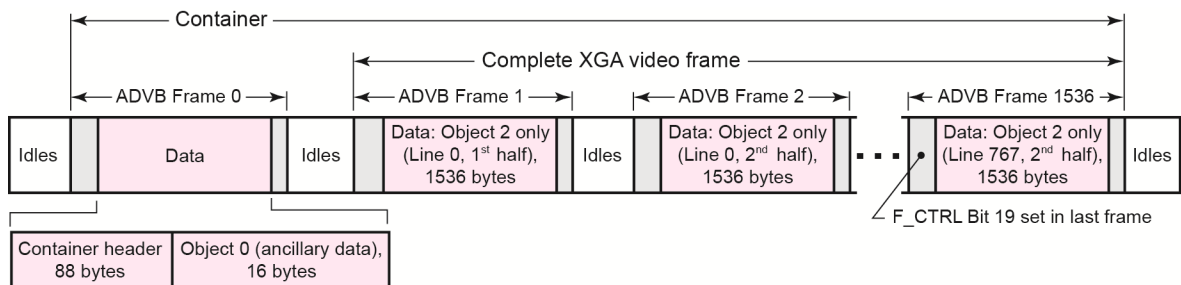 Container
Complete XGA video frame
ADVB Frame 0
ADVB Frame 1
ADVB Frame 2
ADVB Frame 1536
Idles
Data
Idles
Data: Object 2 only
(Line 0, 1st half),
1536 bytes
Idles
Data: Object 2 only
(Line 0, 2nd half),
1536 bytes
Data: Object 2 only
(Line 767, 2nd half),
1536 bytes
Idles
F_CTRL Bit 19 set in last frame
Container header
88 bytes
Object 0 (ancillary data),
16 bytes